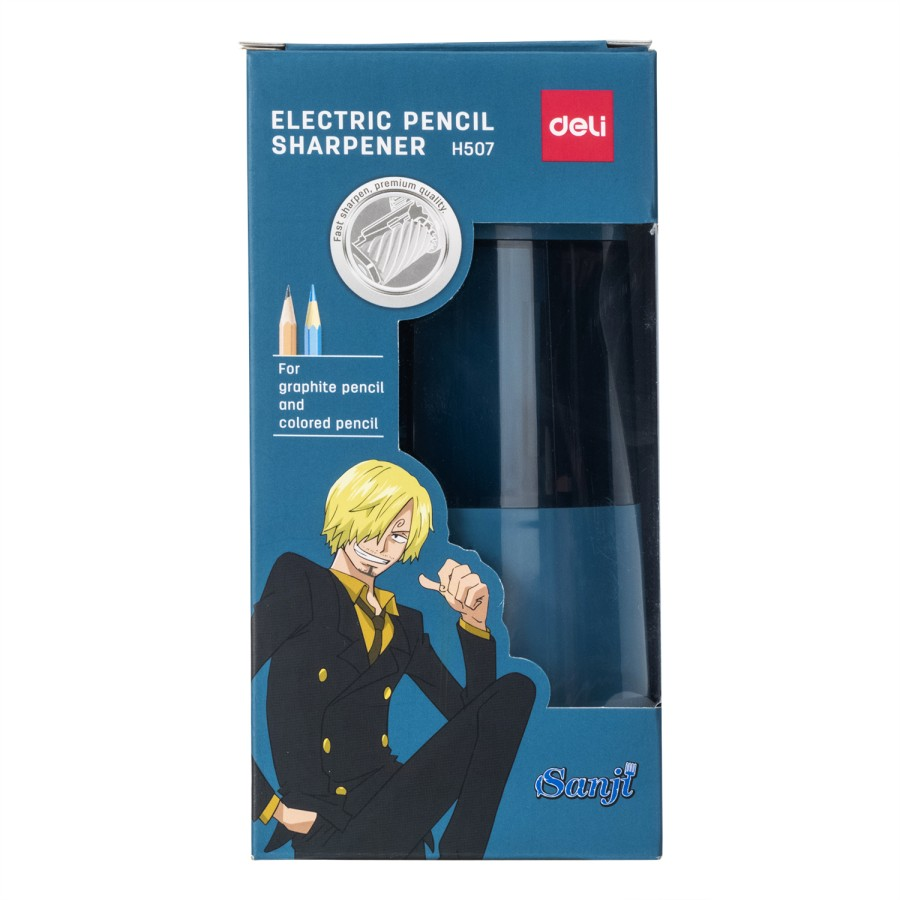 ELECTRIC PENCIL
SHARPENER H507
deli
Fast sharpen, premium quality.
For
graphite pencil
and
colored pencil
Sanji